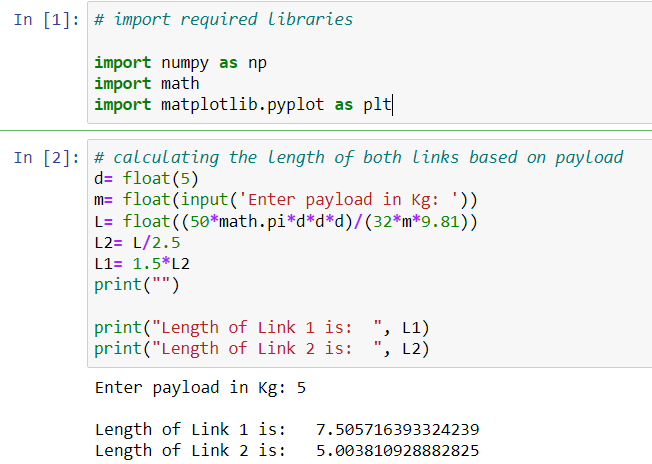 In [1]: # import required libraries
import numpy as np
import math
import matplotlib.pyplot as plt
In [2]: # calculating the length of both links based on payload
d= float(5)
m= float(input('Enter payload in Kg: '))
L= float((50*math.pi*d*d*d)/(32*m*9.81))
L2= L/2.5
L1= 1.5*L2
print("")
print("Length of Link 1 is:  ", L1)
print("Length of Link 2 is:  ", L2)
Enter payload in Kg: 5
Length of Link 1 is:   7.505716393324239
Length of Link 2 is:   5.003810928882825